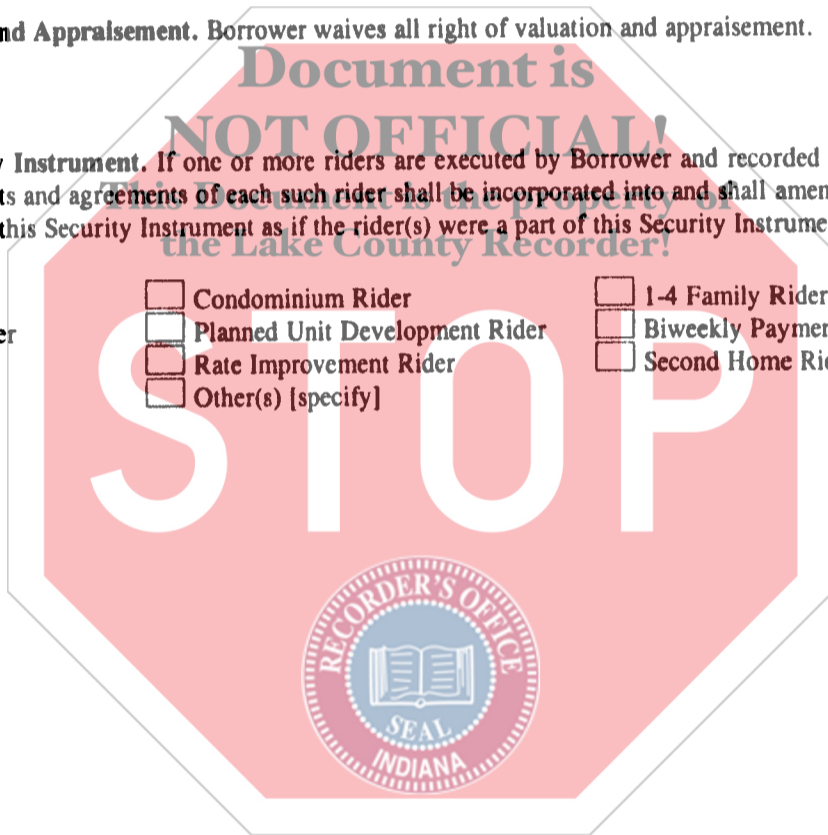 nd Appraisement. Borrower waives all right of valuation and appraisement.
Document is
NOT OFFICIAL!
y Instrument. If one or more riders are executed by Borrower and recorded
ts and agreements of each such rider shall be incorporated into and shall amen
This Document is the property of
this Security Instrument as if the rider(s) were a part of this Security Instrume
the Lake County Recorder!
Condominium Rider
1-4 Family Rider
er
Planned Unit Development Rider
Biweekly Paymen
Rate Improvement Rider
Second Home Rid
Other(s) [specify]
STOP
RECORDER'S OFFICE
SEAL
INDIANA